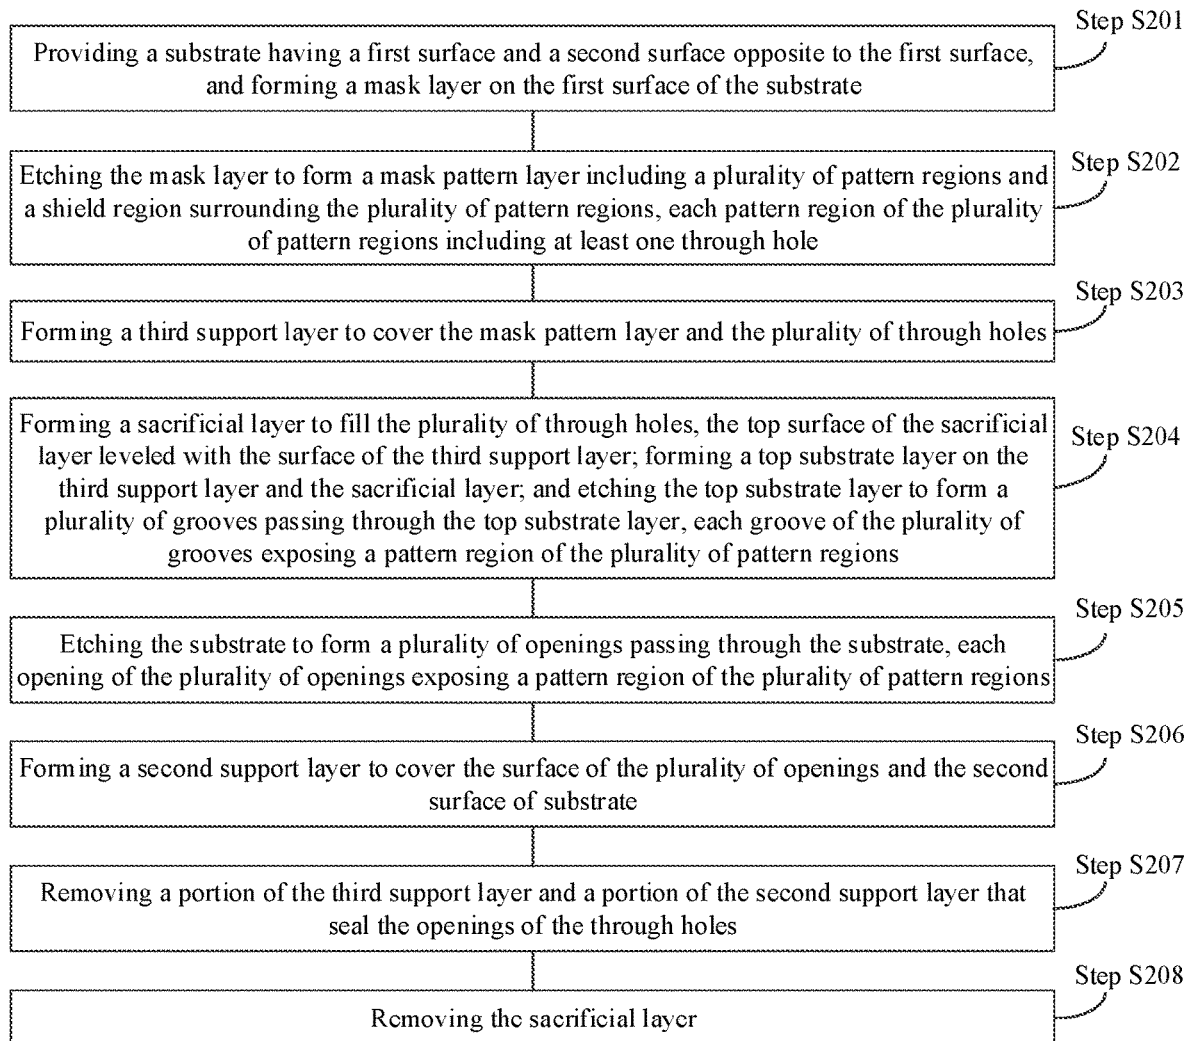 Step S201
Providing a substrate having a first surface and a second surface opposite to the first surface,
and forming a mask layer on the first surface of the substrate
Step S202
Etching the mask layer to form a mask pattern layer including a plurality of pattern regions and
a shield region surrounding the plurality of pattern regions, each pattern region of the plurality
of pattern regions including at least one through hole
Step S203
Forming a third support layer to cover the mask pattern layer and the plurality of through holes
Step S204
Forming a sacrificial layer to fill the plurality of through holes, the top surface of the sacrificial
layer leveled with the surface of the third support layer; forming a top substrate layer on the
third support layer and the sacrificial layer; and etching the top substrate layer to form a
plurality of grooves passing through the top substrate layer, each groove of the plurality of
grooves exposing a pattern region of the plurality of pattern regions
Step S205
Etching the substrate to form a plurality of openings passing through the substrate, each
opening of the plurality of openings exposing a pattern region of the plurality of pattern regions
Step S206
Forming a second support layer to cover the surface of the plurality of openings and the second
surface of substrate
Step S207
Removing a portion of the third support layer and a portion of the second support layer that
seal the openings of the through holes
Step S208
Removing the sacrificial layer